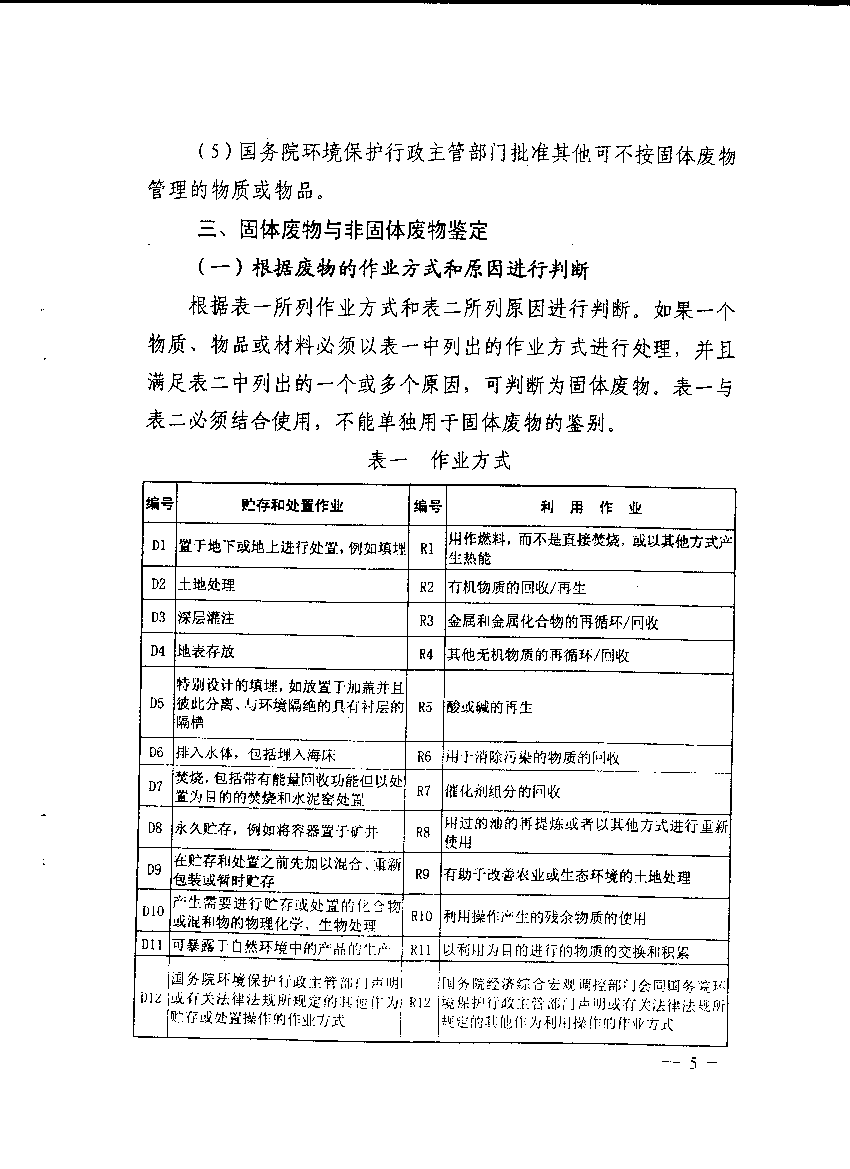 (5)国务院环境保护行政主管部门批准其他可不按固体废物
管理的物质或物品。
三、固体废物与非固体废物鉴定
(一)根据废物的作业方式和原因进行判断
根据表一所列作业方式和表二所列原因进行判断。如果一个
物质、物品或材料必须以表一中列出的作业方式进行处理,并且
满足表二中列出的一个或多个原因,可判断为固体废物。表一与
表二必须结合使用,不能单独用于固体废物的鉴别。
表一 作业方式
编号 贮存和处置作业 编号 利用作业
D1 置于地下或地上进行处置,例如填埋 R1 用作燃料,而不是直接焚烧,或以其他方式产
生热能
D2 土地处理 R2 有机物质的回收/再生
D3 深层灌注 R3 金属和金属化合物的再循环/回收
D4 地表存放 R4 其他无机物质的再循环/回收
D5 特别设计的填埋,如放置于加盖并且
彼此分离、与环境隔绝的具有衬层的
隔槽
R5 酸或碱的再生
D6 排入水体,包括埋入海床 R6 用于消除污染的物质的回收
D7 焚烧,包括带有能量回收功能但以处
置为目的的焚烧和水泥窑处置
R7 催化剂组分的回收
D8 永久贮存,例如将容器置于矿井 R8 用过的油的再提炼或者以其他方式进行重新
使用
D9 在贮存和处置之前先加以混合、重新
包装或暂时贮存
R9 有助于改善农业或生态环境的土地处理
D10 产生需要进行贮存或处置的化合物
或混和物的物理化学、生物处理
R10 利用操作产生的残余物质的使用
D11 可暴露于自然环境中的产品的生产 R11 以利用为目的进行的物质的交换和积累
D12 国务院环境保护行政主管部门声明
或有关法律法规所规定的其他作为
贮存或处置操作的作业方式
R12 国务院经济综合宏观调控部门会同国务院环
境保护行政主管部门声明或有关法律法规所
规定的其他作为利用操作的作业方式
-- 5 -